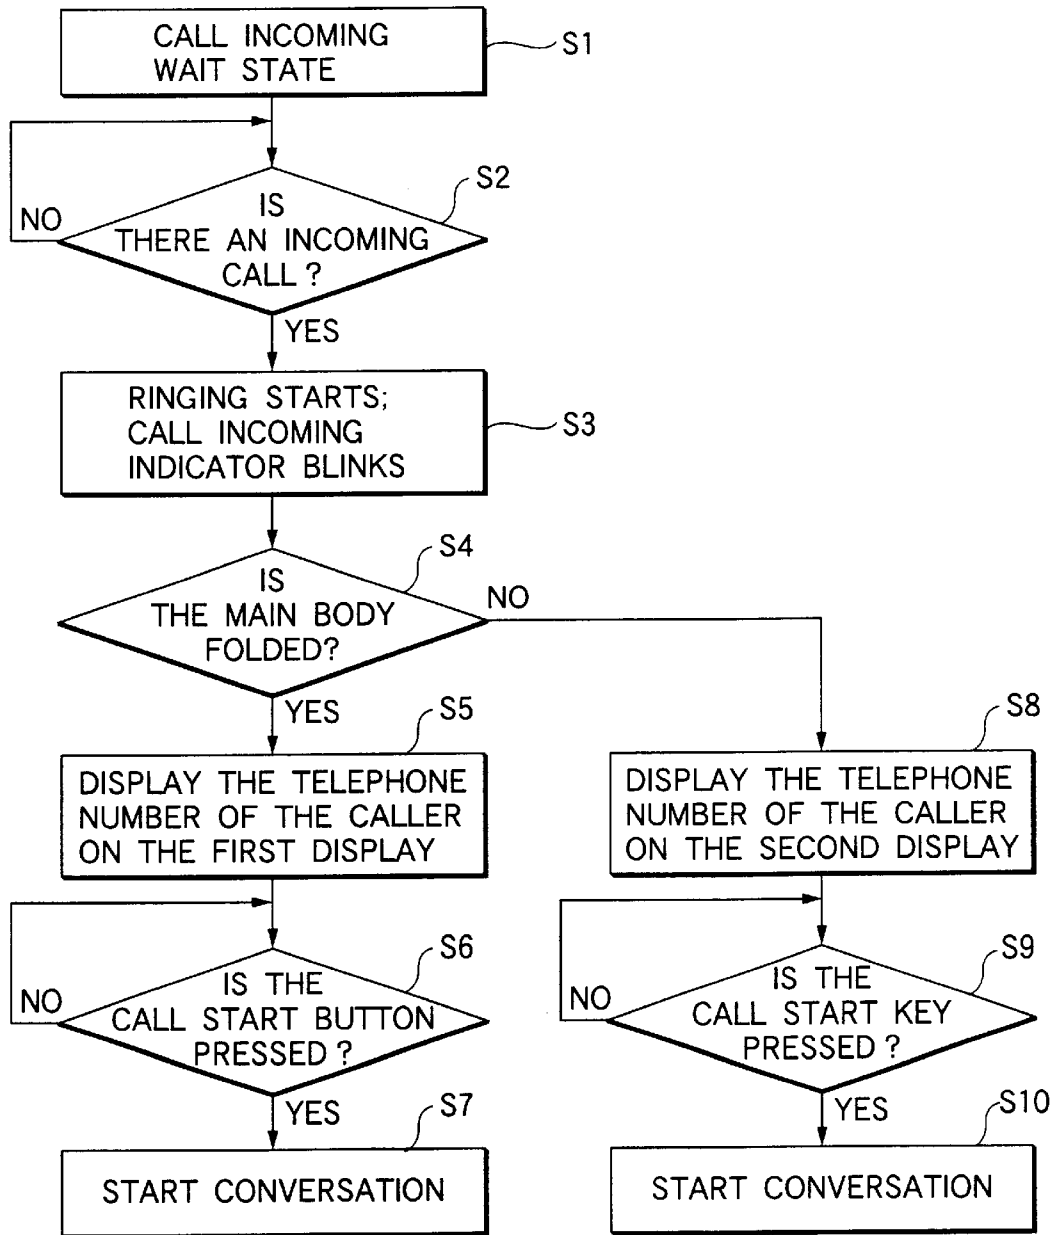 CALL INCOMING
WAIT STATE
S1
S2
IS
THERE AN INCOMING
CALL ?
NO
YES
RINGING STARTS;
CALL INCOMING
INDICATOR BLINKS
S3
S4
IS
THE MAIN BODY
FOLDED?
NO
YES
S5
DISPLAY THE TELEPHONE
NUMBER OF THE CALLER
ON THE FIRST DISPLAY
S6
IS THE
CALL START BUTTON
PRESSED ?
NO
YES
S7
START CONVERSATION
S8
DISPLAY THE TELEPHONE
NUMBER OF THE CALLER
ON THE SECOND DISPLAY
S9
IS THE
CALL START KEY
PRESSED ?
NO
YES
S10
START CONVERSATION